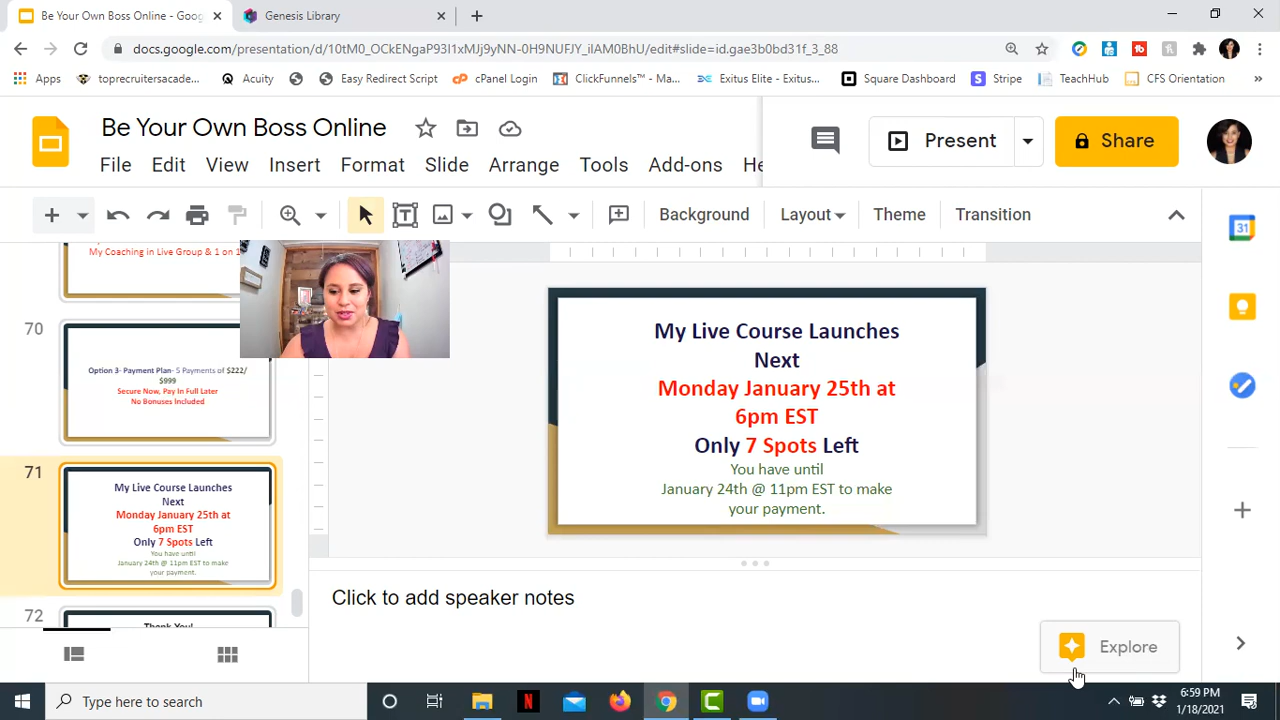 Be Your Own Boss Online - Goog
Genesis Library
docs.google.com/presentation/d/10tM0_OCkENgaP93I1xMJj9yNN-0H9NUFJY_iIAM0BhU/edit#slide=id.gae3b0bd31f_3_88
Apps
toprecruitersacade...
Acuity
Easy Redirect Script
cPanel Login
ClickFunnels™ - Ma...
Exitus Elite - Exitus...
Square Dashboard
Stripe
TeachHub
CFS Orientation
»
Be Your Own Boss Online
Present
Share
File Edit View Insert Format Slide Arrange Tools Add-ons He
Background Layout Theme Transition
31
My Coaching in Live Group & 1 on 1
70
Option 3- Payment Plan- 5 Payments of $222/
$999
Secure Now, Pay In Full Later
No Bonuses Included
71
My Live Course Launches
Next
Monday January 25th at
6pm EST
Only 7 Spots Left
You have until
January 24th @ 11pm EST to make
your payment.
72
Thank You!
My Live Course Launches
Next
Monday January 25th at
6pm EST
Only 7 Spots Left
You have until
January 24th @ 11pm EST to make
your payment.
Click to add speaker notes
Explore
Type here to search
6:59 PM
1/18/2021